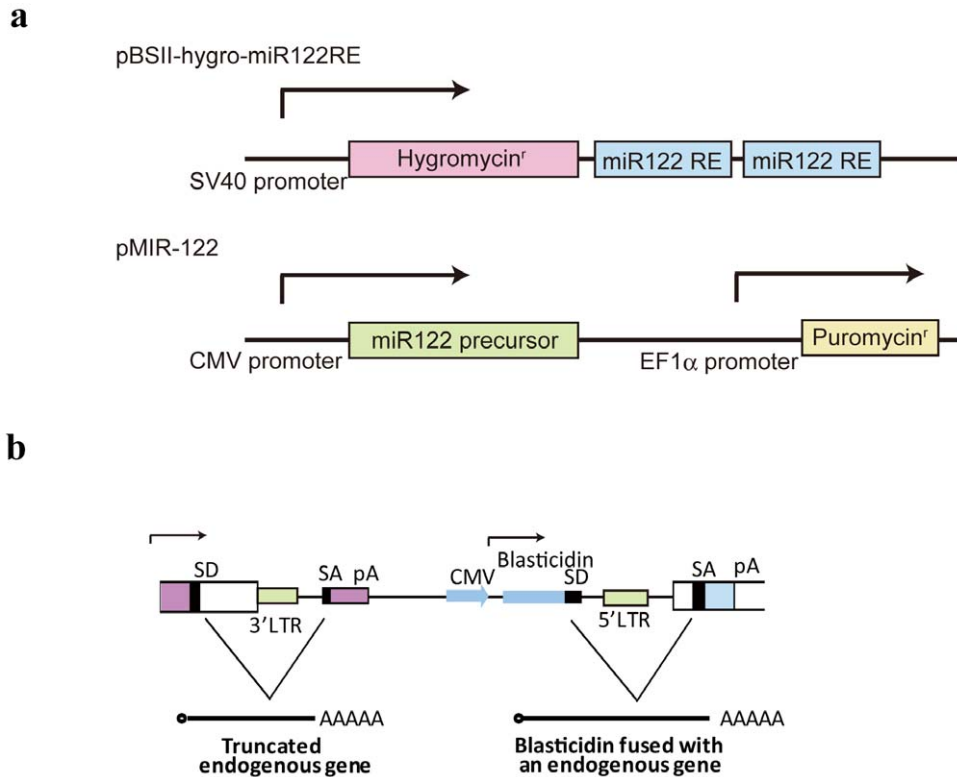 a
pBSII-hygro-miR122RE
Hygromycinʳ
miR122 RE
miR122 RE
SV40 promoter
pMIR-122
miR122 precursor
Puromycinʳ
CMV promoter
EF1α promoter
b
SD
SA
pA
CMV
Blasticidin
SD
SA
pA
3'LTR
5'LTR
AAAAA
AAAAA
Truncated
endogenous gene
Blasticidin fused with
an endogenous gene